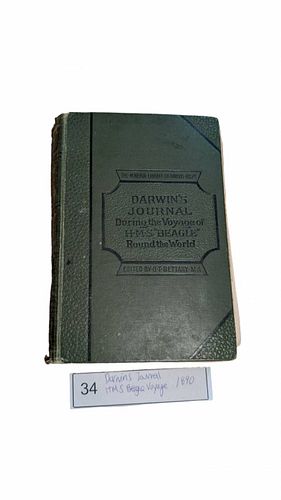 THE MINERVA LIBRARY OF FAMOUS BOOKS
DARWIN'S
JOURNAL
During the Voyage of
H·M·S "BEAGLE"
Round the World
EDITED·BY·G·T·BETTANY·M·A
34
Darwins Journal
HMS Beagle Voyage 1890